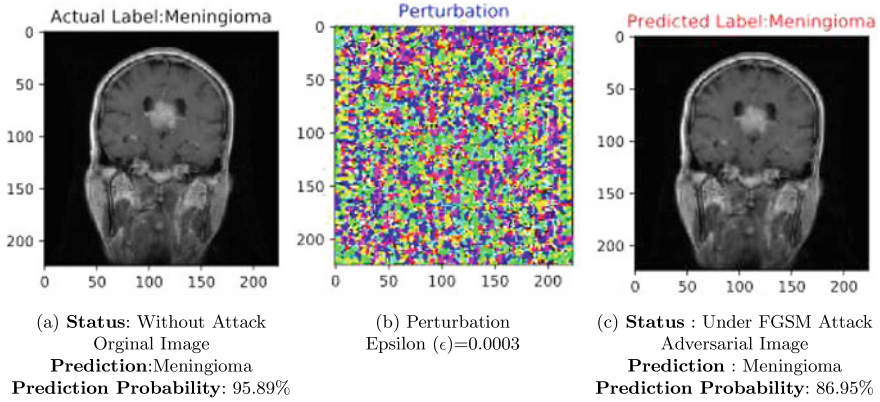 Actual Label:Meningioma
Perturbation
Predicted Label:Meningioma
0
50
100
150
200
0 50 100 150 200
0
50
100
150
200
0 50 100 150 200
0
50
100
150
200
0 50 100 150 200
(a) Status: Without Attack
Orginal Image
Prediction:Meningioma
Prediction Probability: 95.89%
(b) Perturbation
Epsilon (ϵ)=0.0003
(c) Status : Under FGSM Attack
Adversarial Image
Prediction : Meningioma
Prediction Probability: 86.95%